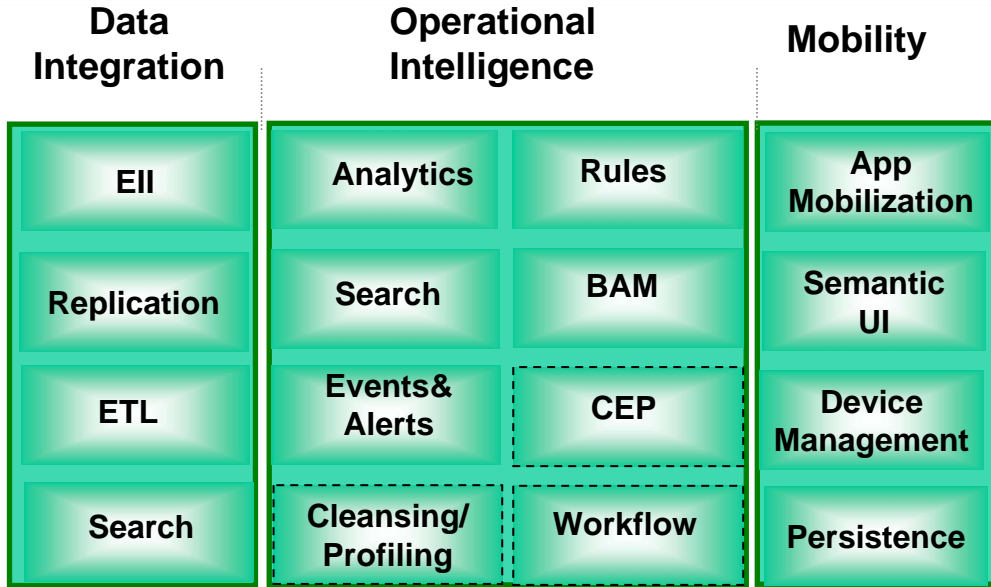 Data
Integration
Operational
Intelligence
Mobility
EII
Replication
ETL
Search
Analytics
Rules
Search
BAM
Events&
Alerts
CEP
Cleansing/
Profiling
Workflow
App
Mobilization
Semantic
UI
Device
Management
Persistence